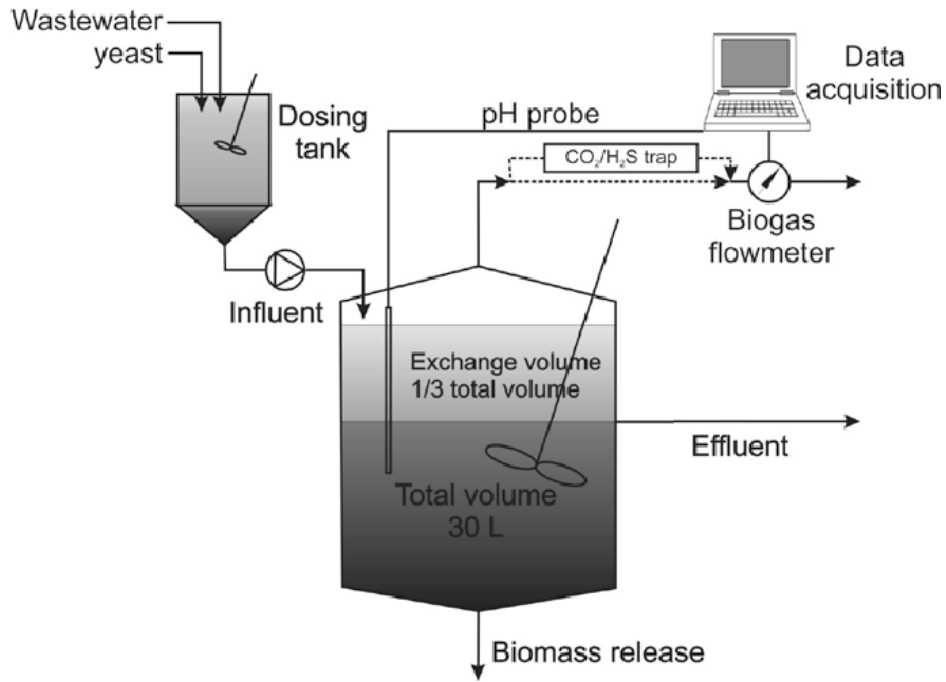 Wastewater
yeast
Dosing
tank
Influent
pH probe
CO₂/H₂S trap
Data
acquisition
Biogas
flowmeter
Exchange volume
1/3 total volume
Effluent
Total volume
30 L
Biomass release